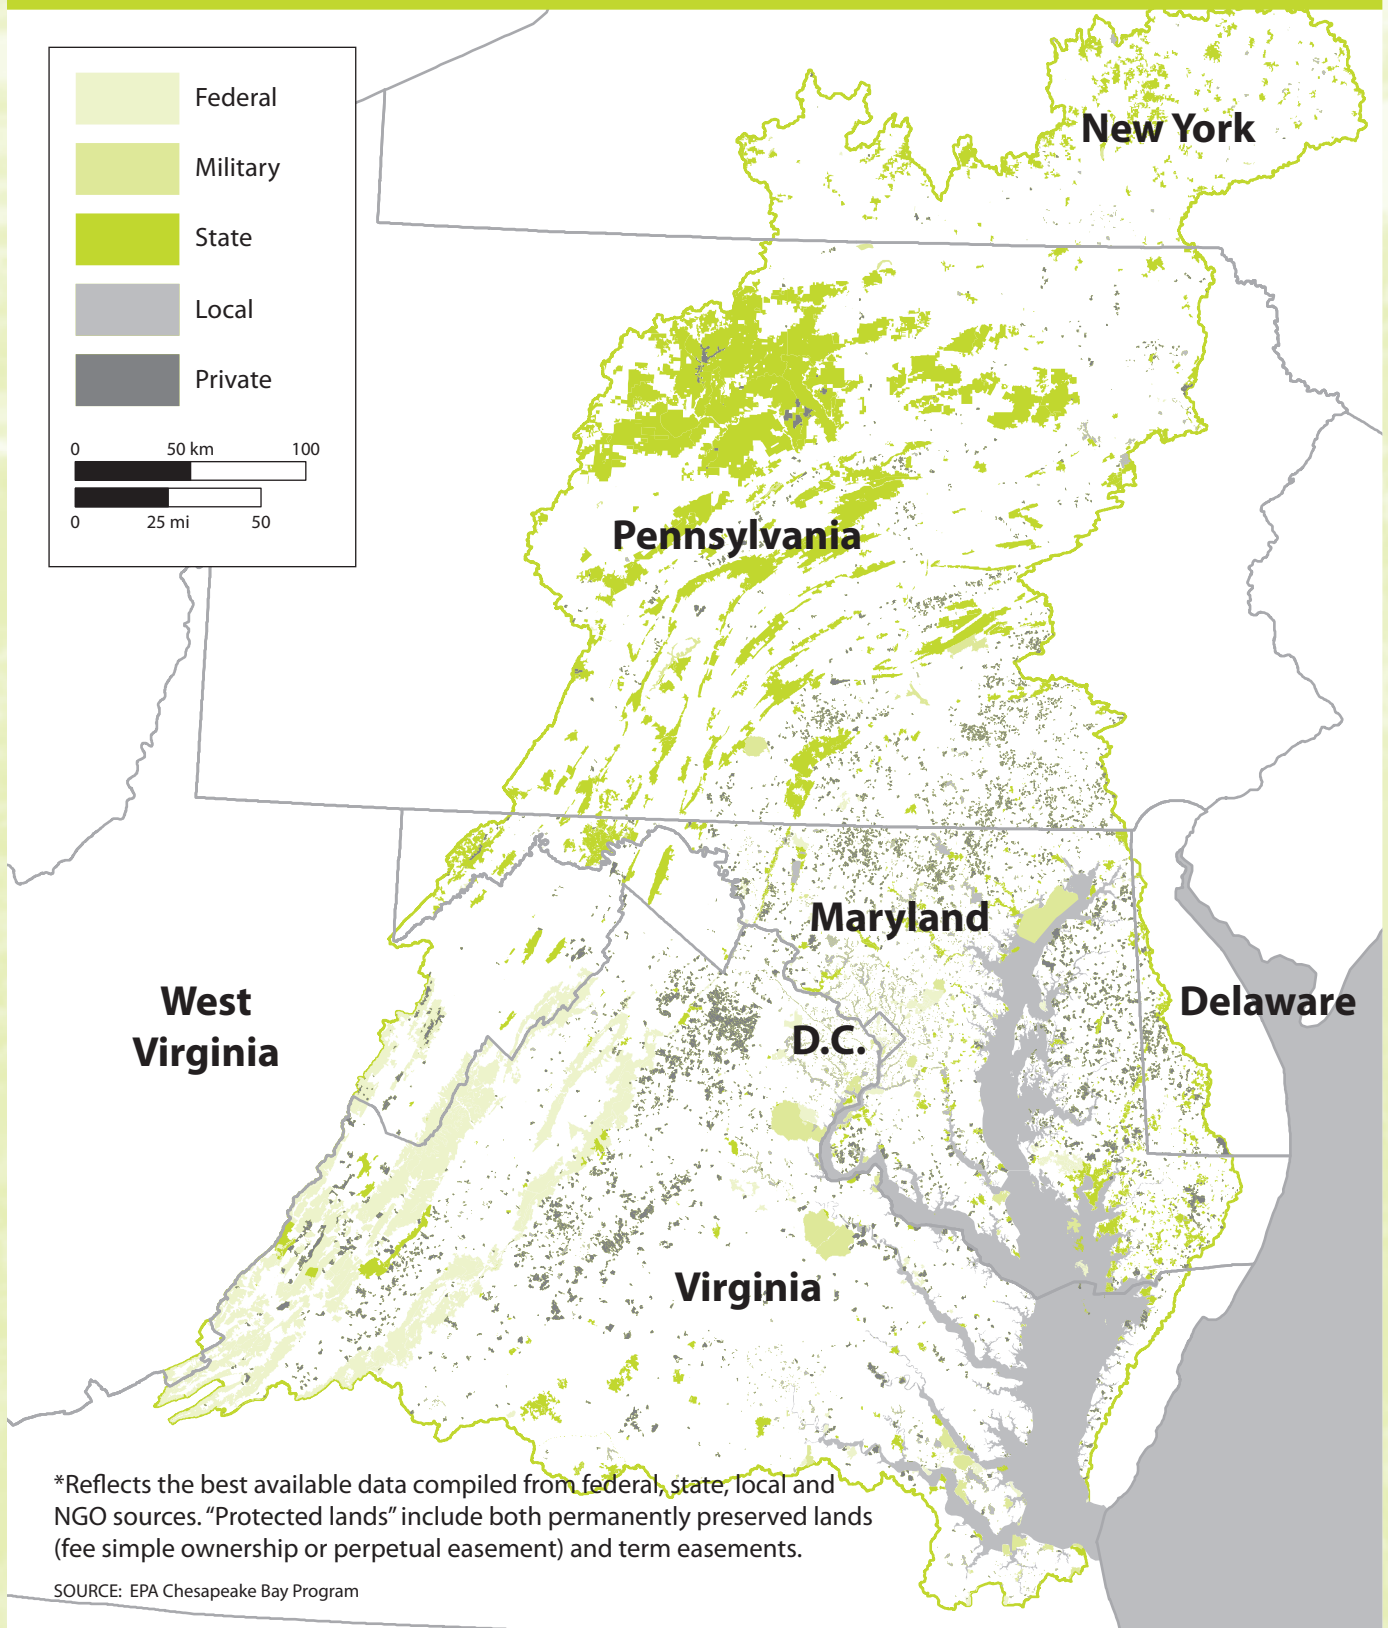 Federal
Military
State
Local
Private
0 50 km 100
0 25 mi 50
New York
Pennsylvania
Maryland
West
Virginia
Delaware
D.C.
Virginia
*Reflects the best available data compiled from federal, state, local and
NGO sources. “Protected lands” include both permanently preserved lands
(fee simple ownership or perpetual easement) and term easements.
SOURCE: EPA Chesapeake Bay Program